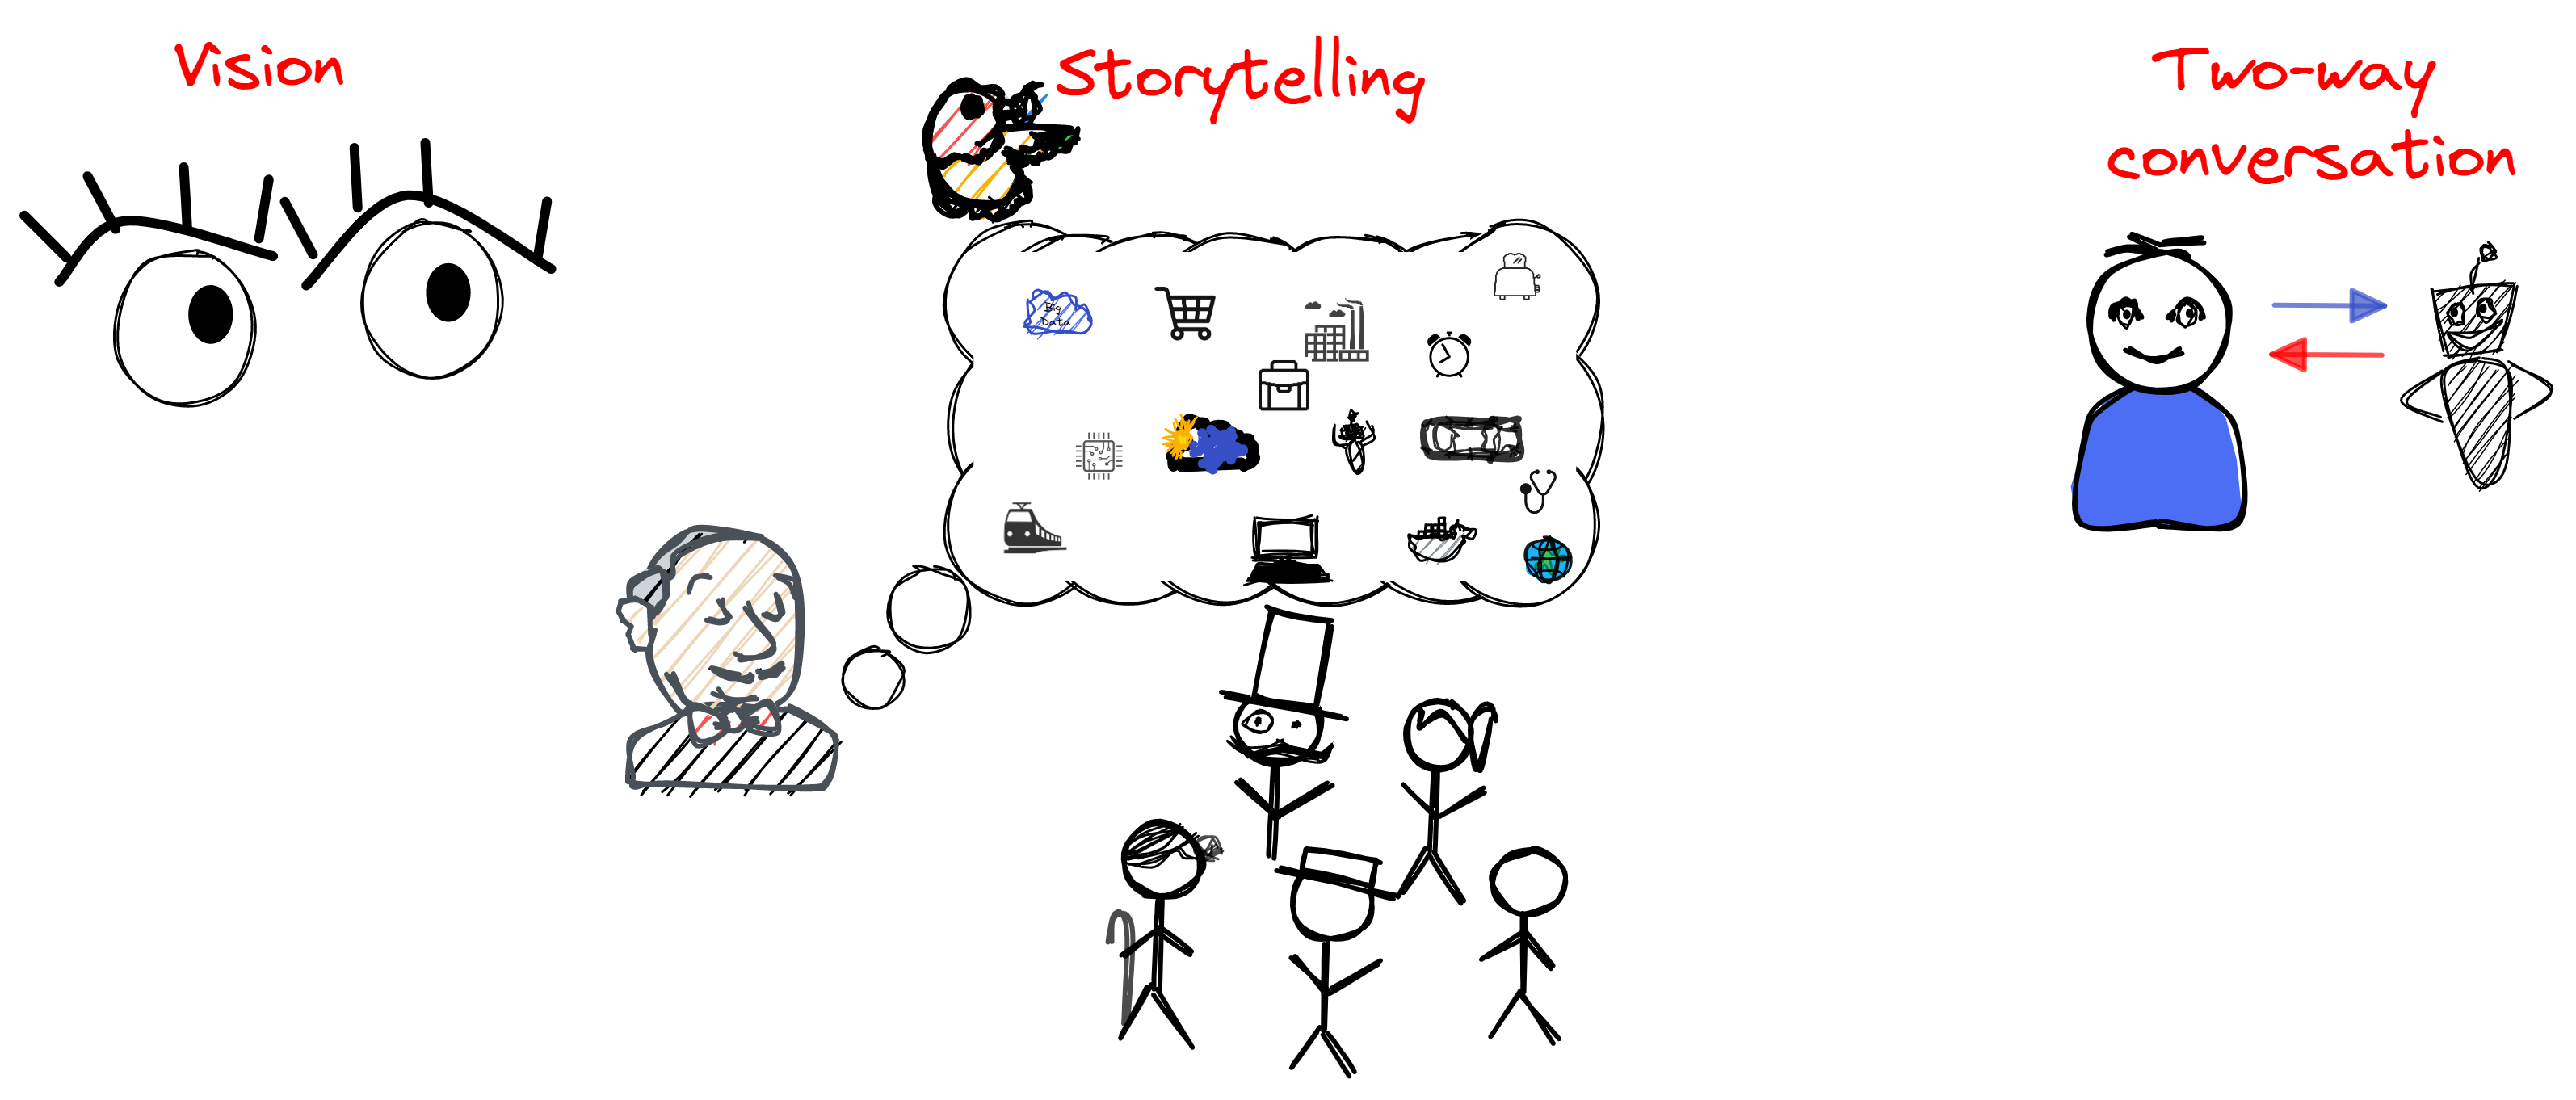 Vision
Storytelling
Two-way
conversation
Big
Data